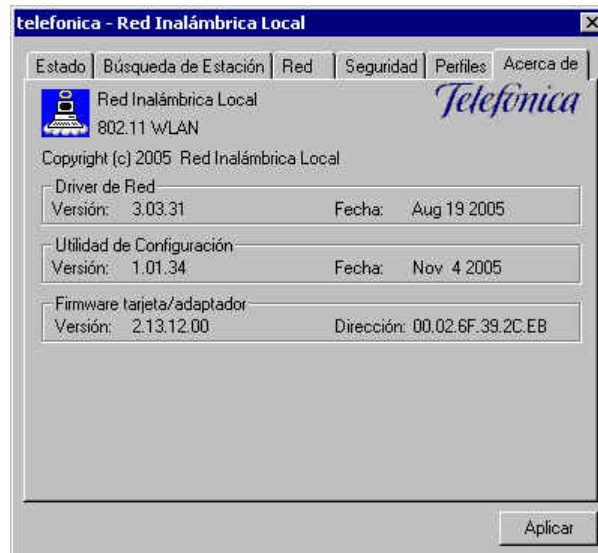 telefonica - Red Inalámbrica Local
Estado Búsqueda de Estación Red Seguridad Perfiles Acerca de
Red Inalámbrica Local
Telefónica
802.11 WLAN
Copyright (c) 2005 Red Inalámbrica Local
Driver de Red
Versión: 3.03.31 Fecha: Aug 19 2005
Utilidad de Configuración
Versión: 1.01.34 Fecha: Nov 4 2005
Firmware tarjeta/adaptador
Versión: 2.13.12.00 Dirección: 00.02.6F.39.2C.EB
Aplicar